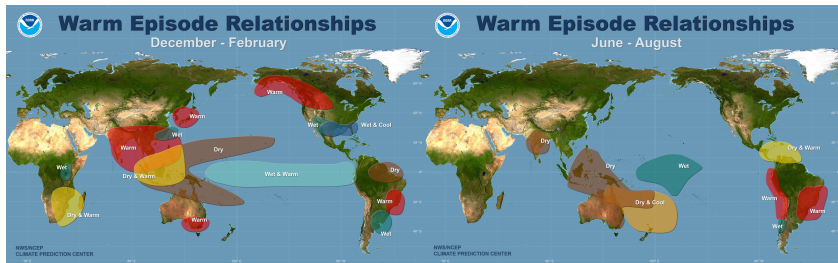 Warm Episode Relationships
December - February
Warm
Warm
Wet
Wet
Wet & Cool
Warm
Dry
Wet
Dry & Warm
Wet & Warm
Dry
Dry & Warm
Warm
Warm
Wet
NWS/NCEP
CLIMATE PREDICTION CENTER
Warm Episode Relationships
June - August
Dry
Dry & Warm
Dry
Wet
Dry & Cool
Warm
Warm
Wet
NWS/NCEP
CLIMATE PREDICTION CENTER